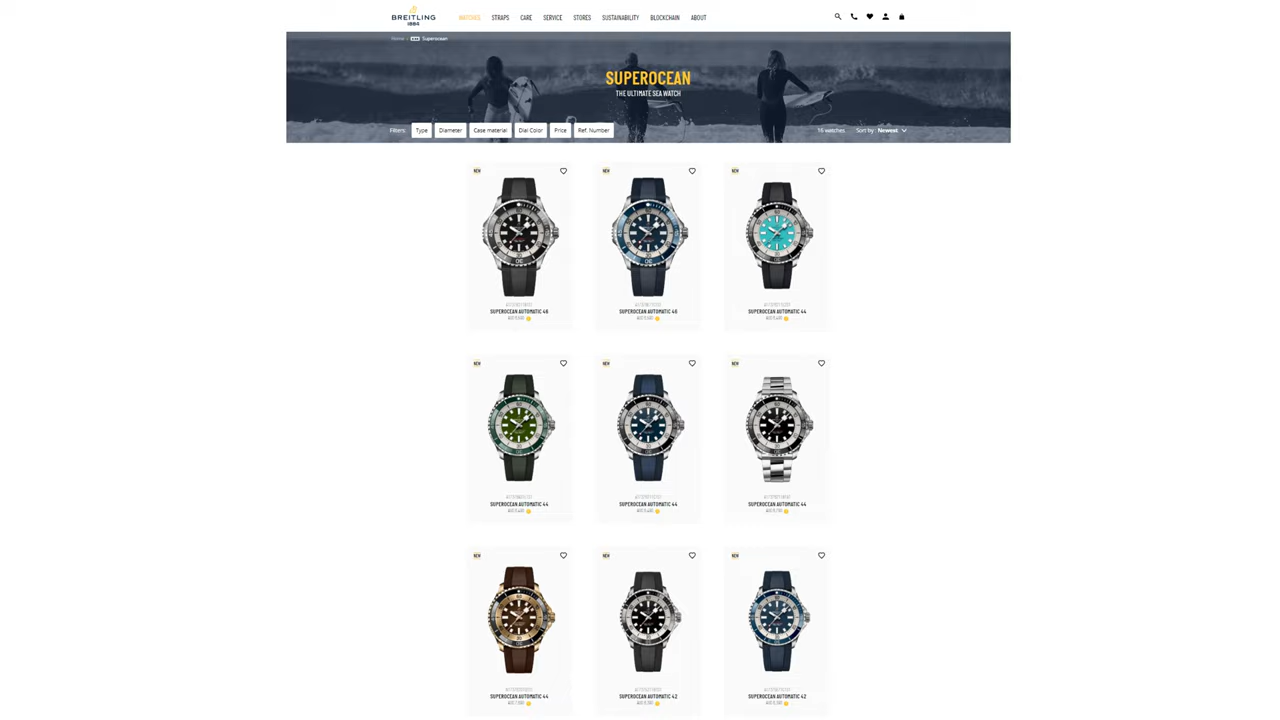 BREITLING
1884
WATCHES STRAPS CARE SERVICE STORES SUSTAINABILITY BLOCKCHAIN ABOUT
Home Superocean
SUPEROCEAN
THE ULTIMATE SEA WATCH
Filters: Type Diameter Case material Dial Color Price Ref. Number 16 watches Sort by: Newest
NEW NEW NEW
SUPEROCEAN AUTOMATIC 46 SUPEROCEAN AUTOMATIC 46 SUPEROCEAN AUTOMATIC 44
NEW NEW NEW
SUPEROCEAN AUTOMATIC 44 SUPEROCEAN AUTOMATIC 44 SUPEROCEAN AUTOMATIC 44
NEW NEW NEW
SUPEROCEAN AUTOMATIC 44 SUPEROCEAN AUTOMATIC 42 SUPEROCEAN AUTOMATIC 42